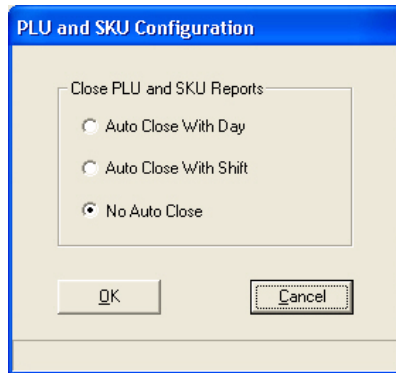 PLU and SKU Configuration
Close PLU and SKU Reports
Auto Close With Day
Auto Close With Shift
No Auto Close
OK Cancel